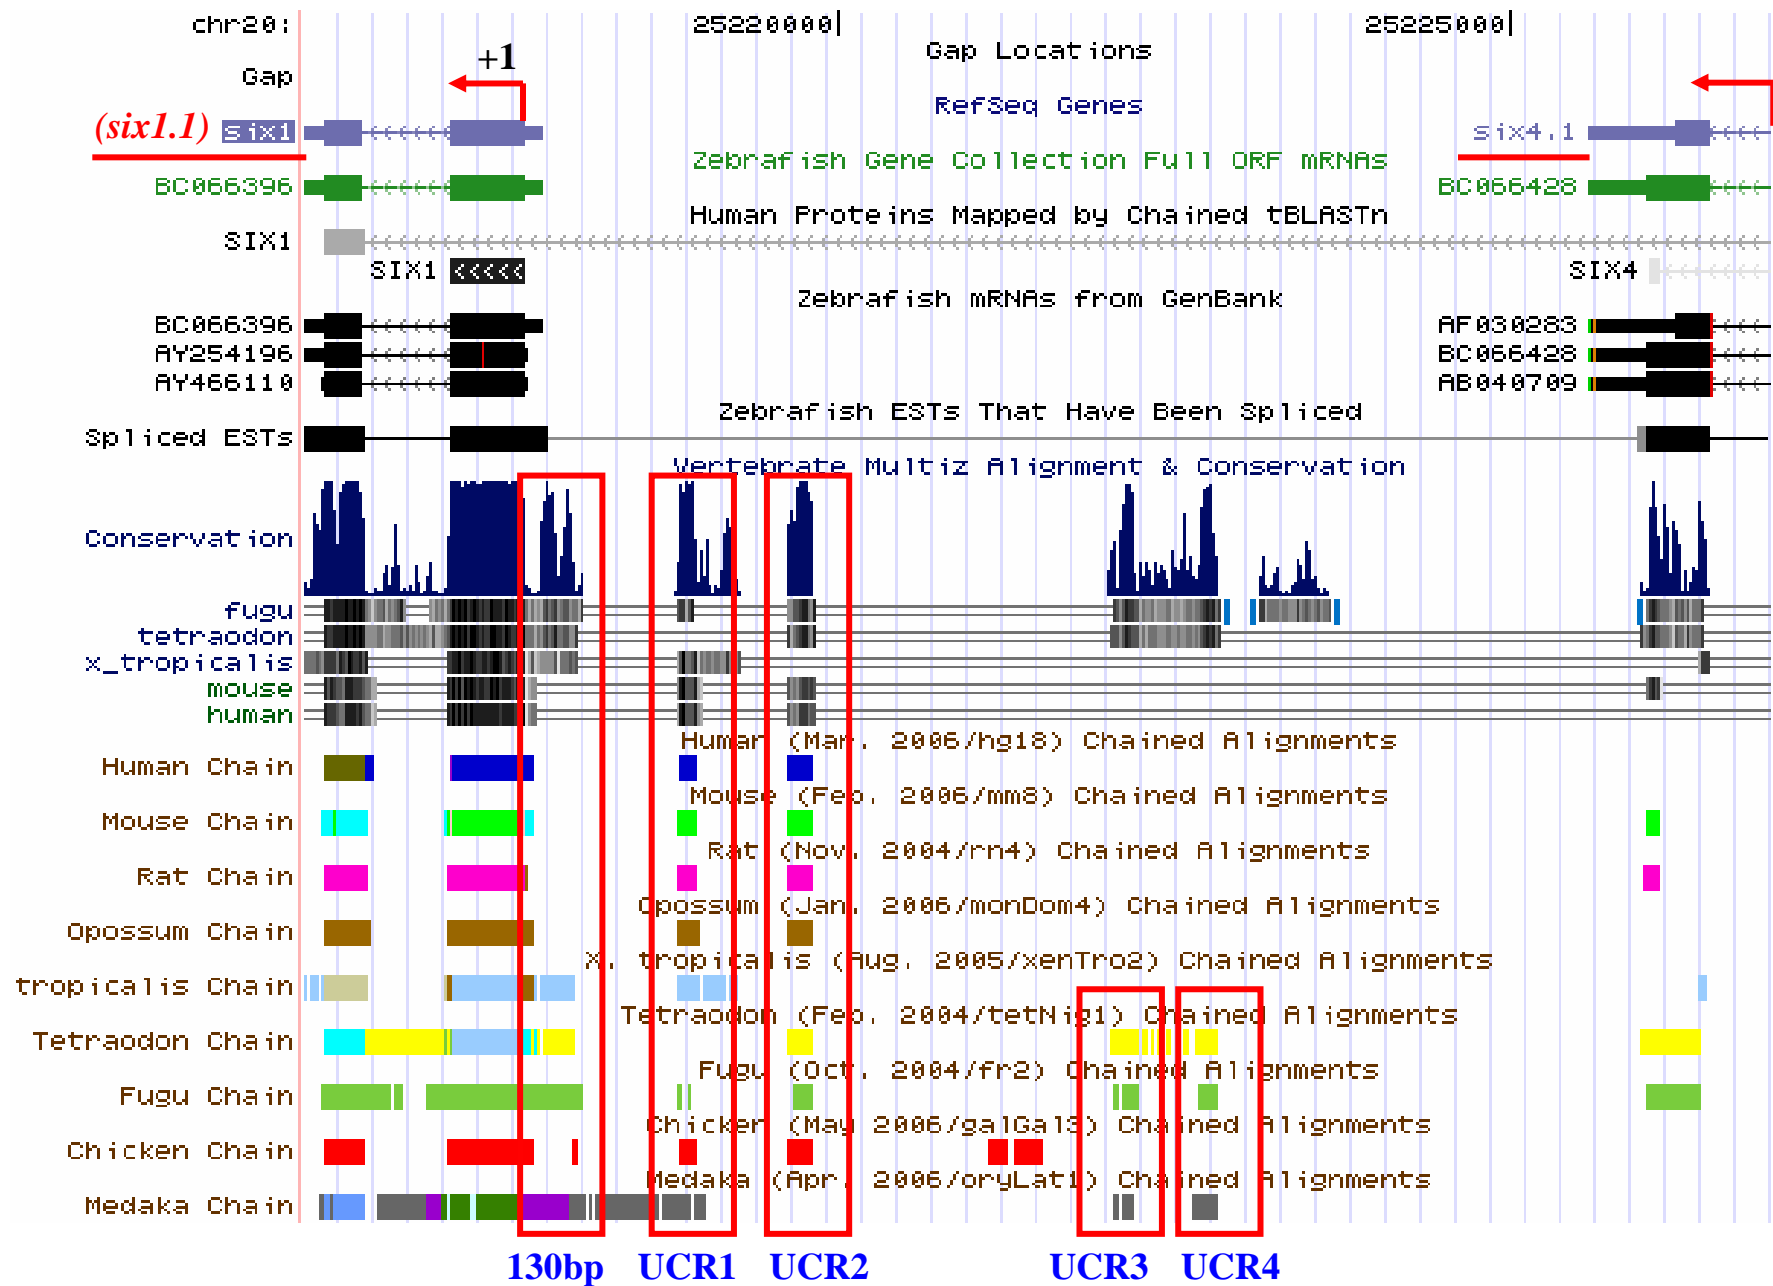 chr20: 25220000| 25225000|
Gap Locations
+1
Gap
RefSeq Genes
(six1.1) six1 six4.1
Zebrafish Gene Collection Full ORF mRNAs
BC066396 BC066428
Human Proteins Mapped by Chained tBLASTn
SIX1
SIX1 SIX4
Zebrafish mRNAs from GenBank
BC066396 AF030283
AY254196 BC066428
AY466110 AB040709
Zebrafish ESTs That Have Been Spliced
Spliced ESTs
Vertebrate Multiz Alignment & Conservation
Conservation
fugu
tetraodon
x_tropicalis
mouse
human
Human (Mar. 2006/hg18) Chained Alignments
Human Chain
Mouse (Feb. 2006/mm8) Chained Alignments
Mouse Chain
Rat (Nov. 2004/rn4) Chained Alignments
Rat Chain
Opossum (Jan. 2006/monDom4) Chained Alignments
Opossum Chain
X. tropicalis (Aug. 2005/xenTro2) Chained Alignments
tropicalis Chain
Tetraodon (Feb. 2004/tetNig1) Chained Alignments
Tetraodon Chain
Fugu (Oct. 2004/fr2) Chained Alignments
Fugu Chain
Chicken (May 2006/galGal3) Chained Alignments
Chicken Chain
Medaka (Apr. 2006/oryLat1) Chained Alignments
Medaka Chain
130bp UCR1 UCR2 UCR3 UCR4